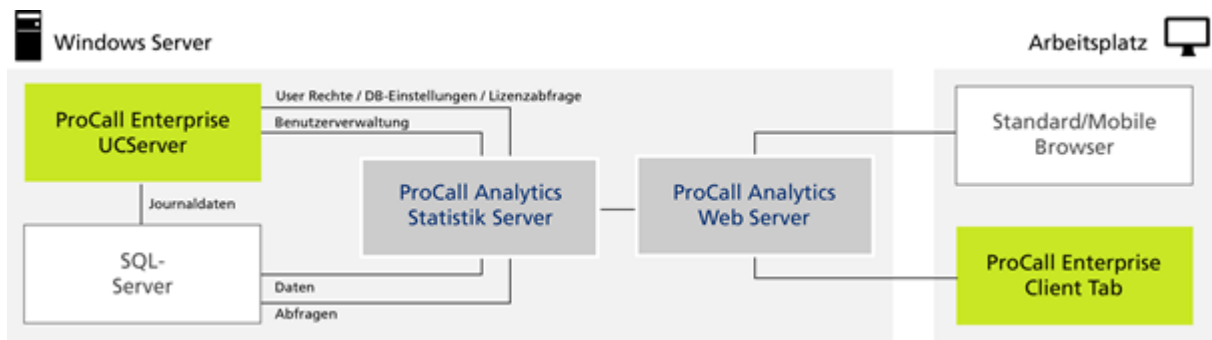 Windows Server
Arbeitsplatz
ProCall Enterprise
UCServer
User Rechte / DB-Einstellungen / Lizenzabfrage
Benutzerverwaltung
Journaldaten
SQL-
Server
Daten
Abfragen
ProCall Analytics
Statistik Server
ProCall Analytics
Web Server
Standard/Mobile
Browser
ProCall Enterprise
Client Tab